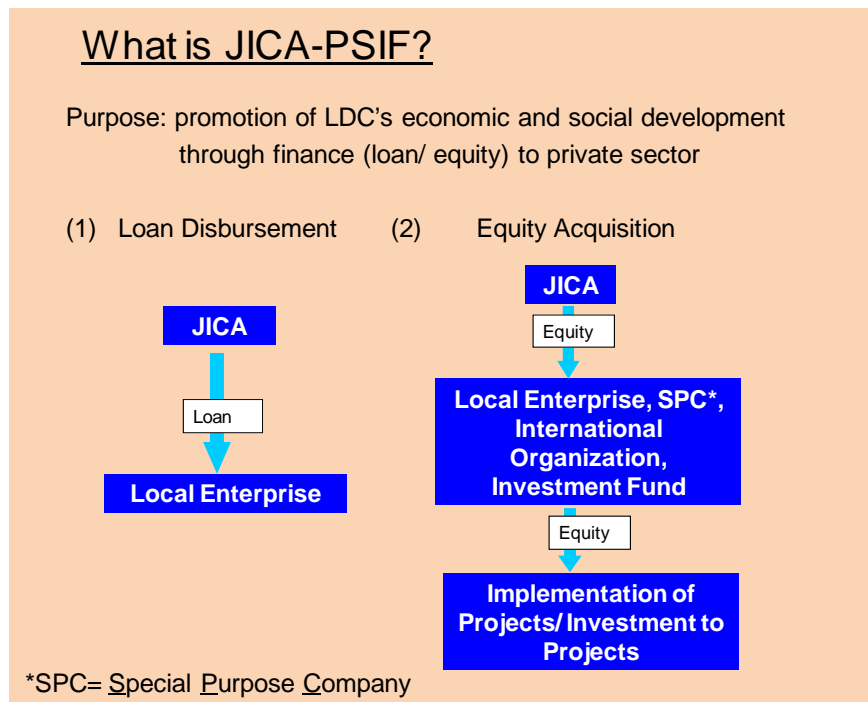 What is JICA-PSIF?
Purpose: promotion of LDC's economic and social development
through finance (loan/ equity) to private sector
(1) Loan Disbursement
(2) Equity Acquisition
JICA
Loan
Local Enterprise
JICA
Equity
Local Enterprise, SPC*,
International
Organization,
Investment Fund
Equity
Implementation of
Projects/ Investment to
Projects
*SPC= Special Purpose Company